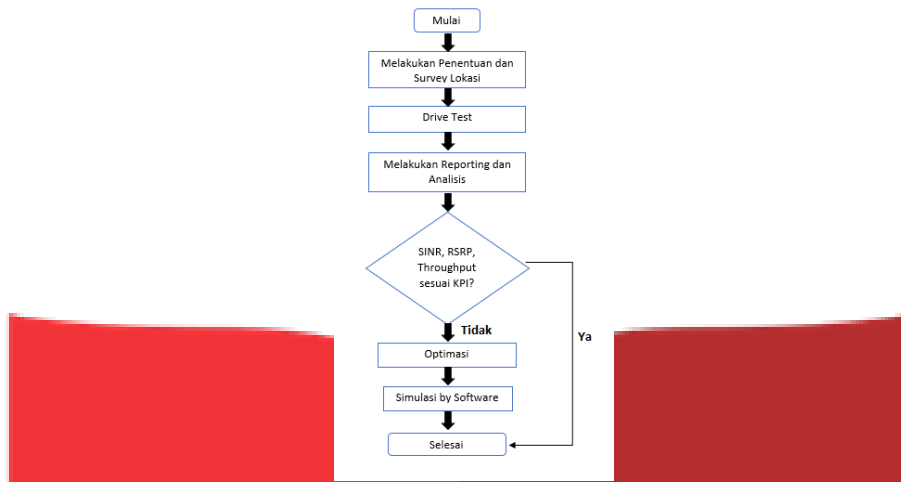 Mulai
Melakukan Penentuan dan
Survey Lokasi
Drive Test
Melakukan Reporting dan
Analisis
SINR, RSRP,
Throughput
sesuai KPI?
Tidak
Ya
Optimasi
Simulasi by Software
Selesai